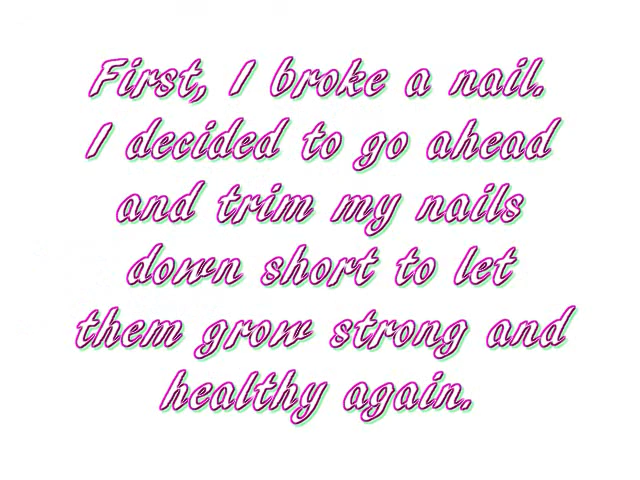 First, I broke a nail.
I decided to go ahead
and trim my nails
down short to let
them grow strong and
healthy again.